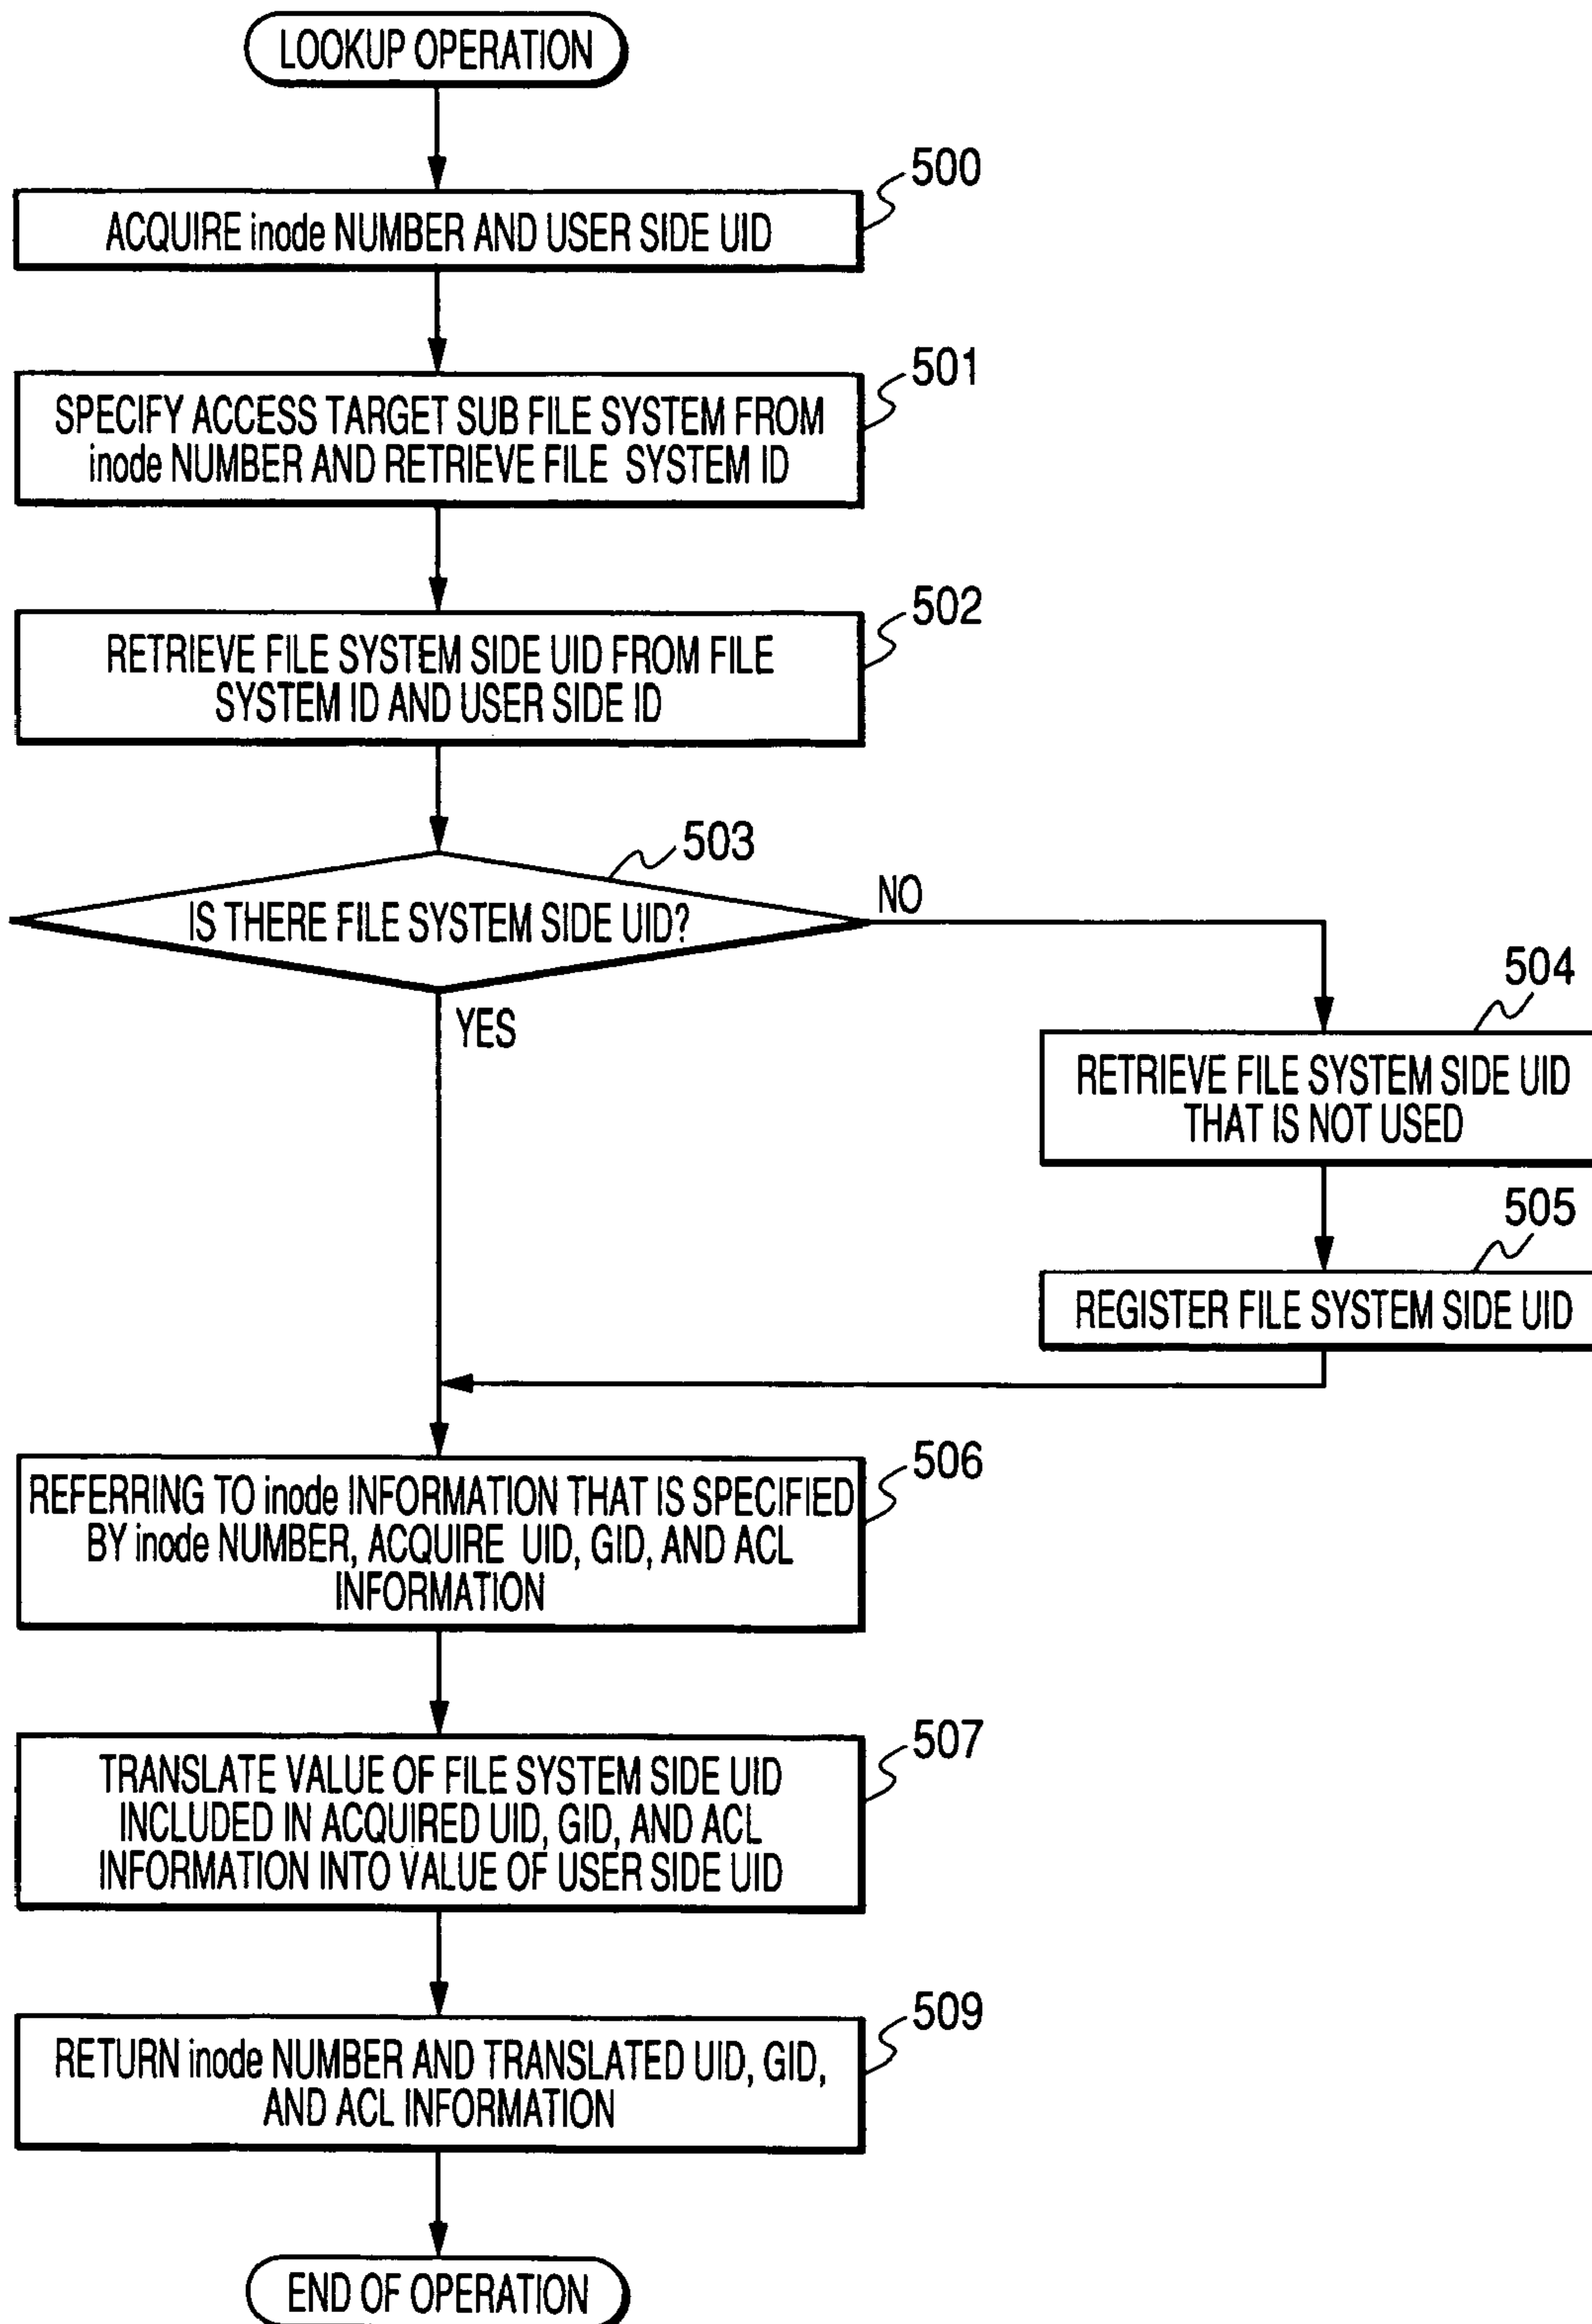 LOOKUP OPERATION
500
ACQUIRE inode NUMBER AND USER SIDE UID
501
SPECIFY ACCESS TARGET SUB FILE SYSTEM FROM
inode NUMBER AND RETRIEVE FILE SYSTEM ID
502
RETRIEVE FILE SYSTEM SIDE UID FROM FILE
SYSTEM ID AND USER SIDE ID
503
IS THERE FILE SYSTEM SIDE UID?
NO
YES
504
RETRIEVE FILE SYSTEM SIDE UID
THAT IS NOT USED
505
REGISTER FILE SYSTEM SIDE UID
506
REFERRING TO inode INFORMATION THAT IS SPECIFIED
BY inode NUMBER, ACQUIRE UID, GID, AND ACL
INFORMATION
507
TRANSLATE VALUE OF FILE SYSTEM SIDE UID
INCLUDED IN ACQUIRED UID, GID, AND ACL
INFORMATION INTO VALUE OF USER SIDE UID
509
RETURN inode NUMBER AND TRANSLATED UID, GID,
AND ACL INFORMATION
END OF OPERATION